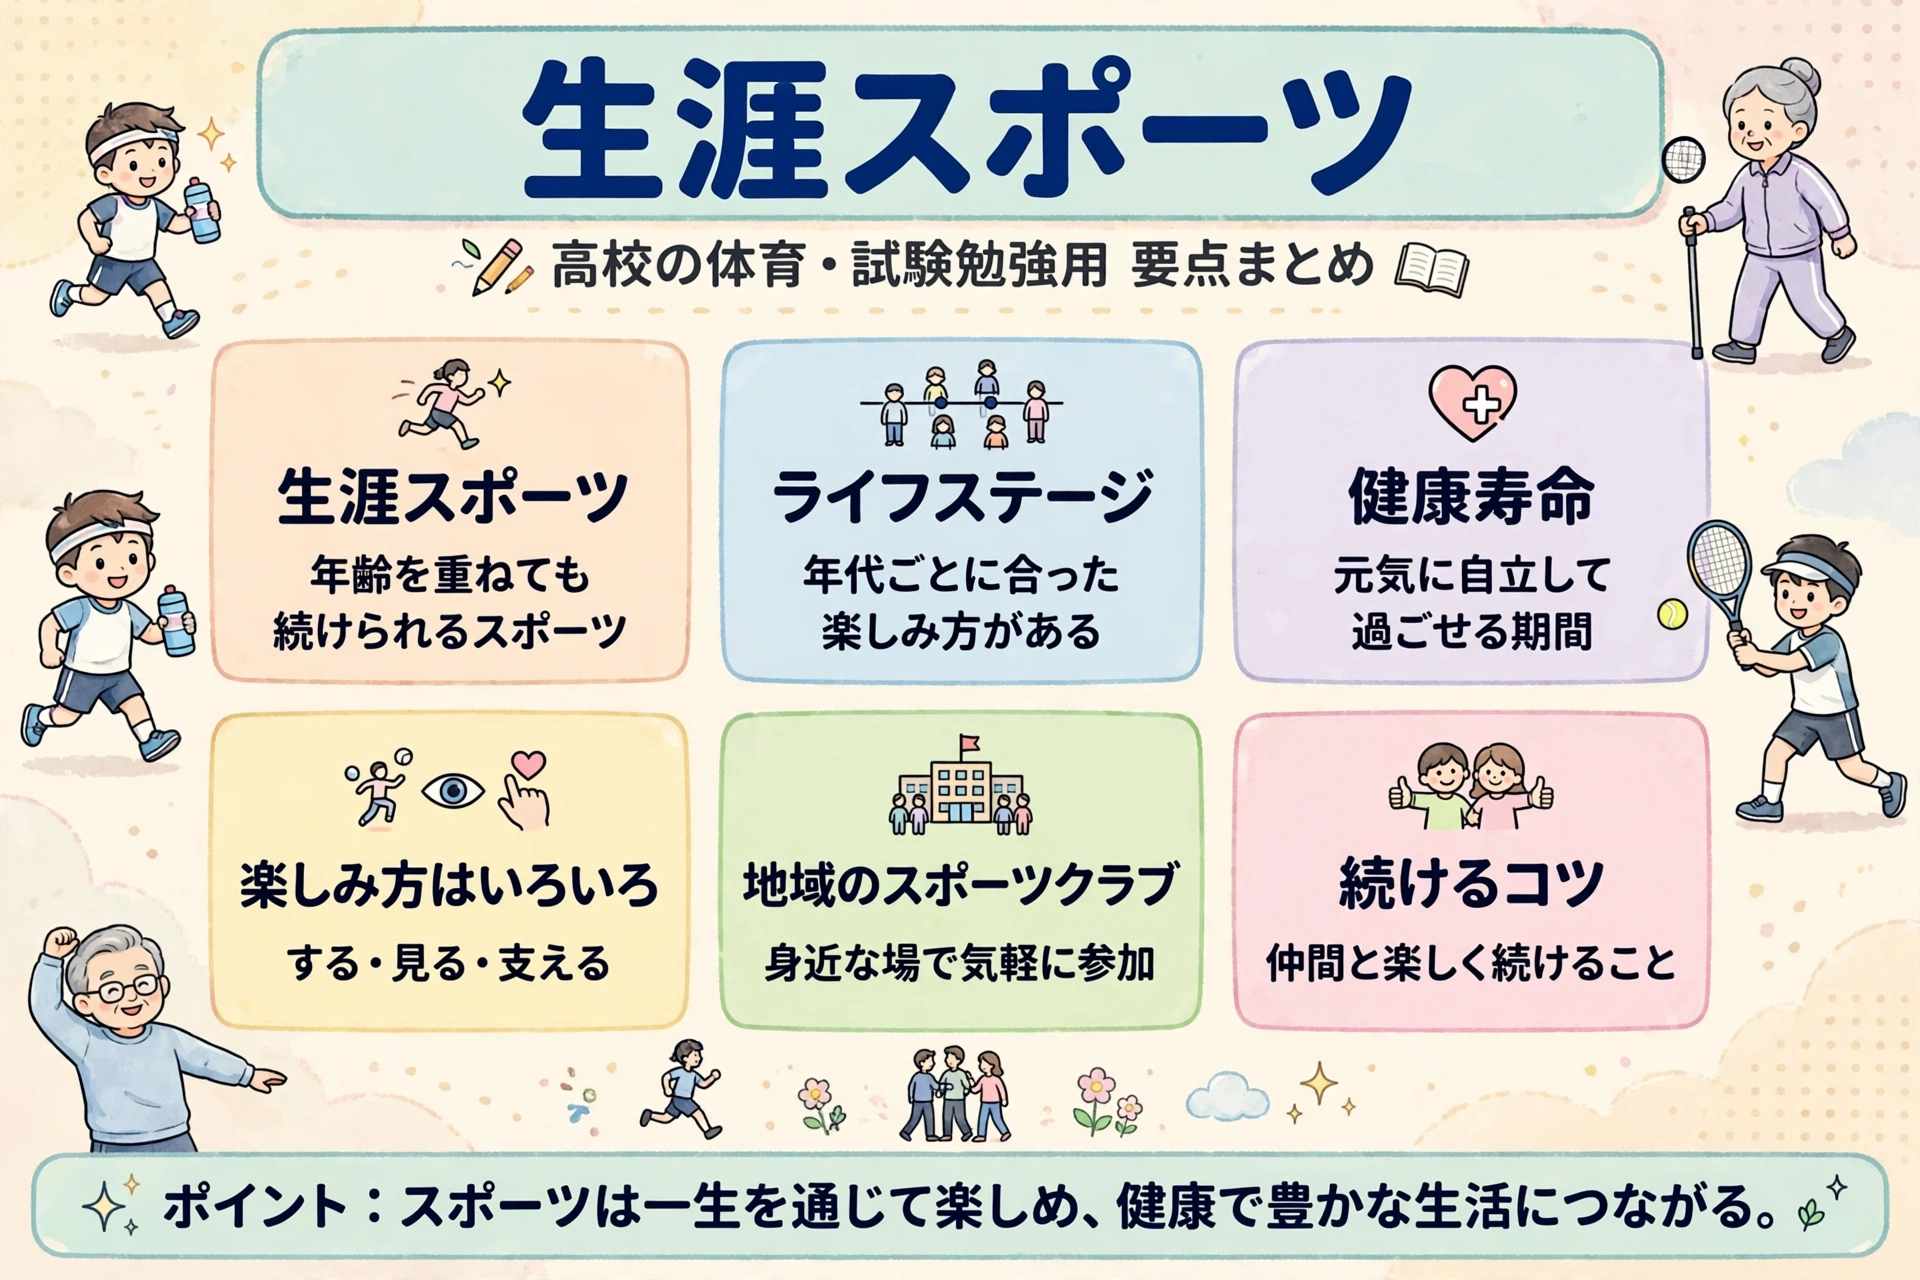 生涯スポーツ
高校の体育・試験勉強用 要点まとめ
生涯スポーツ
年齢を重ねても
続けられるスポーツ
ライフステージ
年代ごとに合った
楽しみ方がある
健康寿命
元気に自立して
過ごせる期間
楽しみ方はいろいろ
する・見る・支える
地域のスポーツクラブ
身近な場で気軽に参加
続けるコツ
仲間と楽しく続けること
ポイント：スポーツは一生を通じて楽しめ、健康で豊かな生活につながる。